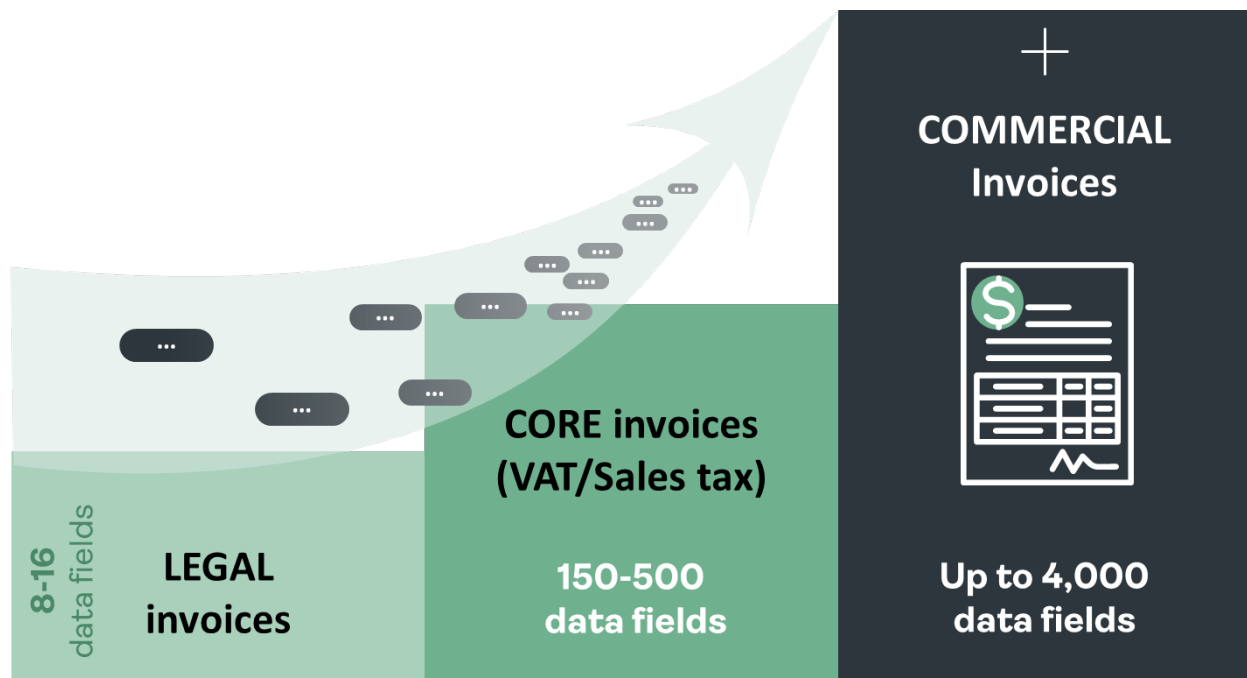 COMMERCIAL
Invoices
CORE invoices
(VAT/Sales tax)
8-16
data fields
LEGAL
invoices
150-500
data fields
$
Up to 4,000
data fields